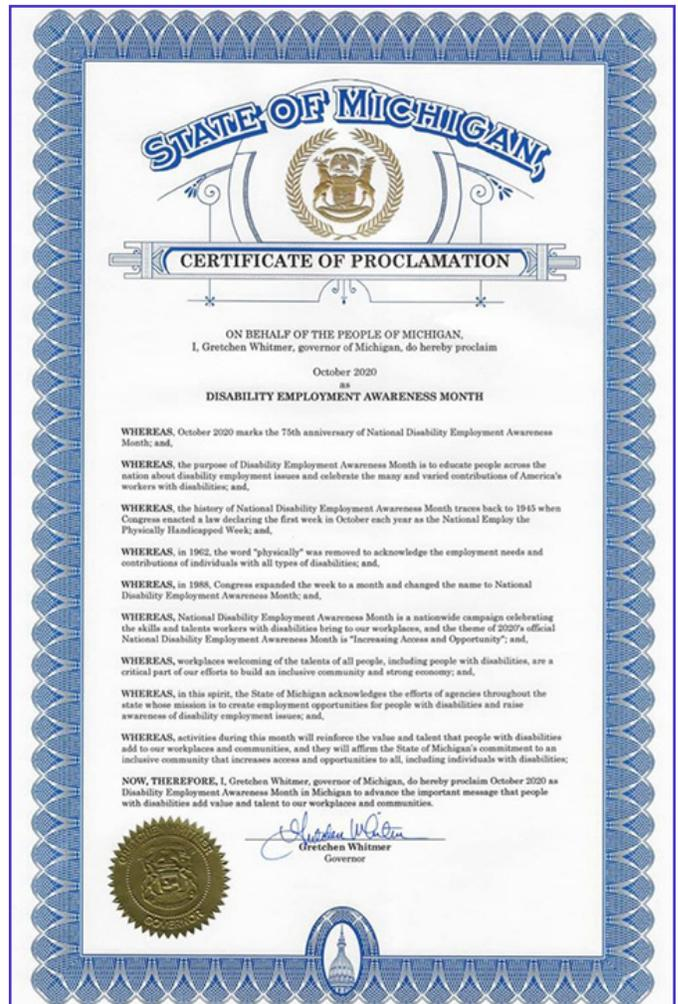 STATE OF MICHIGAN,
CERTIFICATE OF PROCLAMATION
ON BEHALF OF THE PEOPLE OF MICHIGAN,
I, Gretchen Whitmer, governor of Michigan, do hereby proclaim
October 2020
as
DISABILITY EMPLOYMENT AWARENESS MONTH
WHEREAS, October 2020 marks the 75th anniversary of National Disability Employment Awareness
Month; and,
WHEREAS, the purpose of Disability Employment Awareness Month is to educate people across the
nation about disability employment issues and celebrate the many and varied contributions of America's
workers with disabilities; and,
WHEREAS, the history of National Disability Employment Awareness Month traces back to 1945 when
Congress enacted a law declaring the first week in October each year as the National Employ the
Physically Handicapped Week; and,
WHEREAS, in 1962, the word "physically" was removed to acknowledge the employment needs and
contributions of individuals with all types of disabilities; and,
WHEREAS, in 1988, Congress expanded the week to a month and changed the name to National
Disability Employment Awareness Month; and,
WHEREAS, National Disability Employment Awareness Month is a nationwide campaign celebrating
the skills and talents workers with disabilities bring to our workplaces, and the theme of 2020's official
National Disability Employment Awareness Month is "Increasing Access and Opportunity"; and,
WHEREAS, workplaces welcoming of the talents of all people, including people with disabilities, are a
critical part of our efforts to build an inclusive community and strong economy; and,
WHEREAS, in this spirit, the State of Michigan acknowledges the efforts of agencies throughout the
state whose mission is to create employment opportunities for people with disabilities and raise
awareness of disability employment issues; and,
WHEREAS, activities during this month will reinforce the value and talent that people with disabilities
add to our workplaces and communities, and they will affirm the State of Michigan's commitment to an
inclusive community that increases access and opportunities to all, including individuals with disabilities;
NOW, THEREFORE, I, Gretchen Whitmer, governor of Michigan, do hereby proclaim October 2020 as
Disability Employment Awareness Month in Michigan to advance the important message that people
with disabilities add value and talent to our workplaces and communities.
Gretchen Whitmer
Gretchen Whitmer
Governor
GOVERNOR